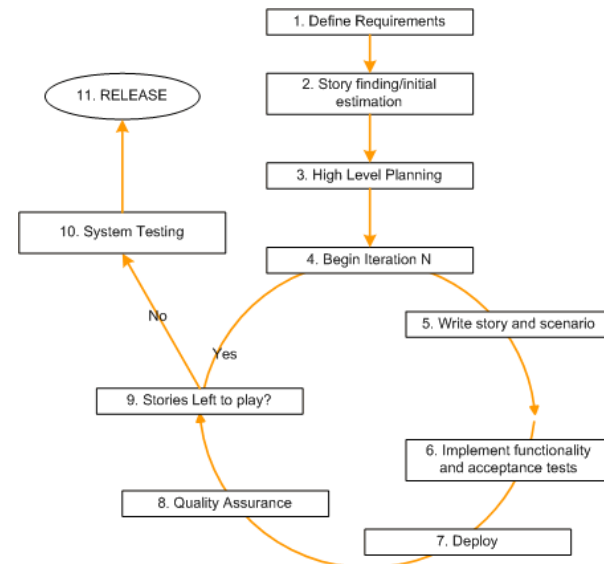 1. Define Requirements
2. Story finding/initial
estimation
3. High Level Planning
4. Begin Iteration N
5. Write story and scenario
6. Implement functionality
and acceptance tests
7. Deploy
8. Quality Assurance
9. Stories Left to play?
Yes
No
10. System Testing
11. RELEASE